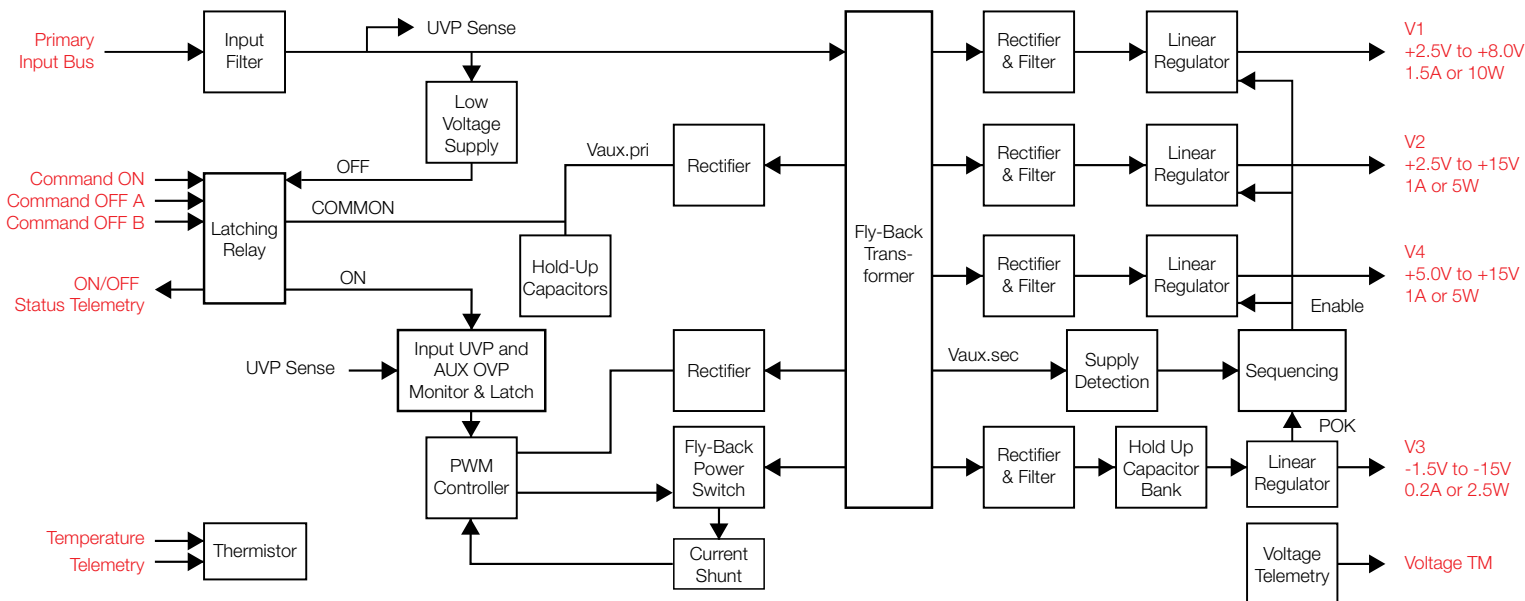 Primary
Input Bus
Input
Filter
UVP Sense
Low
Voltage
Supply
Command ON
Command OFF A
Command OFF B
ON/OFF
Status Telemetry
Latching
Relay
OFF
COMMON
ON
Vaux.pri
Rectifier
Hold-Up
Capacitors
UVP Sense
Input UVP and
AUX OVP
Monitor & Latch
Rectifier
PWM
Controller
Fly-Back
Power
Switch
Current
Shunt
Temperature
Telemetry
Thermistor
Fly-Back
Trans-
former
Rectifier
& Filter
Linear
Regulator
V1
+2.5V to +8.0V
1.5A or 10W
Rectifier
& Filter
Linear
Regulator
V2
+2.5V to +15V
1A or 5W
Rectifier
& Filter
Linear
Regulator
V4
+5.0V to +15V
1A or 5W
Enable
Vaux.sec
Supply
Detection
Sequencing
POK
Rectifier
& Filter
Hold Up
Capacitor
Bank
Linear
Regulator
V3
-1.5V to -15V
0.2A or 2.5W
Voltage
Telemetry
Voltage TM